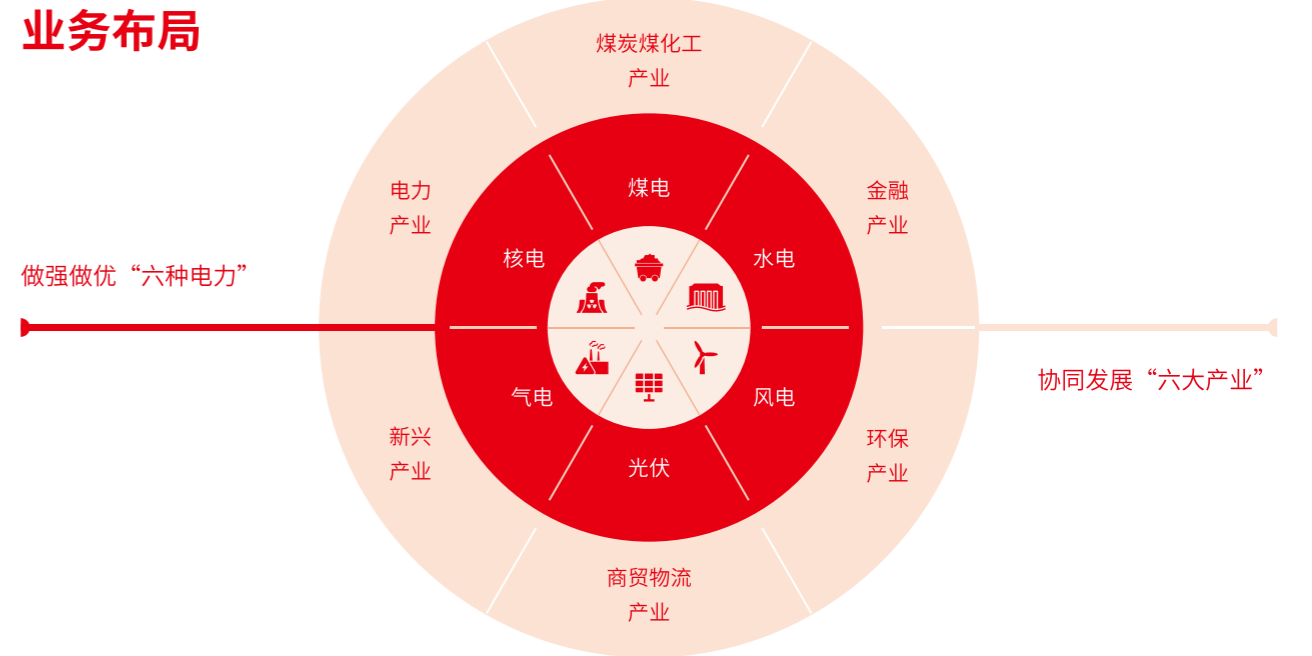 业务布局
煤炭煤化工
产业
电力
产业
金融
产业
煤电
核电
水电
做强做优“六种电力”
协同发展“六大产业”
气电
风电
新兴
产业
环保
产业
光伏
商贸物流
产业